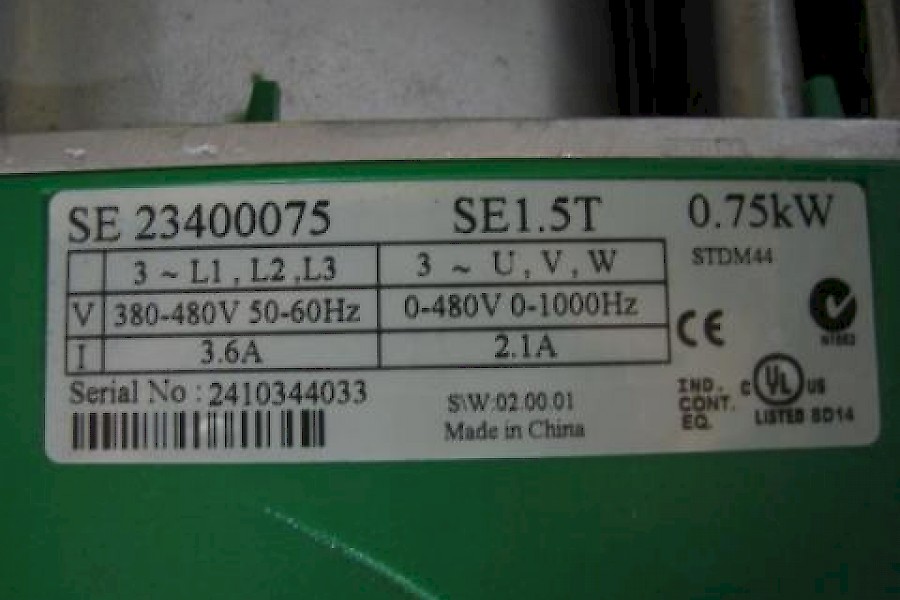 SE 23400075 SE1.5T 0.75kW
STDM44
3 ~ L1 , L2 ,L3 3 ~ U , V , W
V 380-480V 50-60Hz 0-480V 0-1000Hz
I 3.6A 2.1A
CE
Serial No : 2410344033
S\W:02.00.01
Made in China
IND.
CONT.
EQ.
C UL US
LISTED 8D14